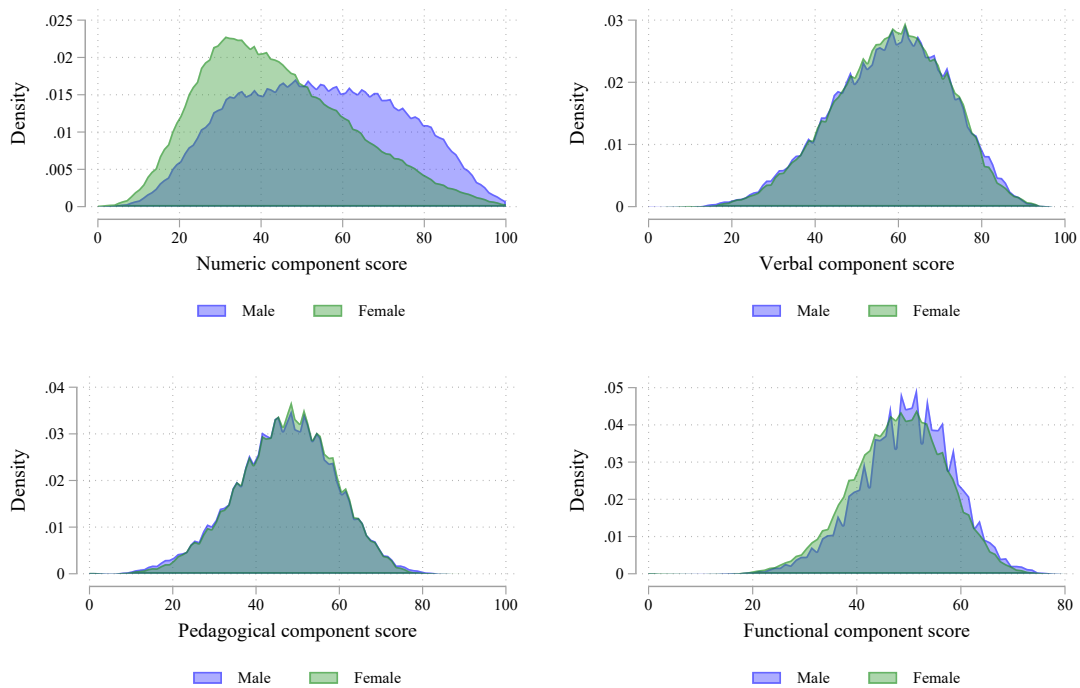 .025
.02
.015
.01
.005
0
Density
0 20 40 60 80 100
Numeric component score
Male Female
.03
.02
.01
0
Density
0 20 40 60 80 100
Verbal component score
Male Female
.04
.03
.02
.01
0
Density
0 20 40 60 80 100
Pedagogical component score
Male Female
.05
.04
.03
.02
.01
0
Density
0 20 40 60 80
Functional component score
Male Female